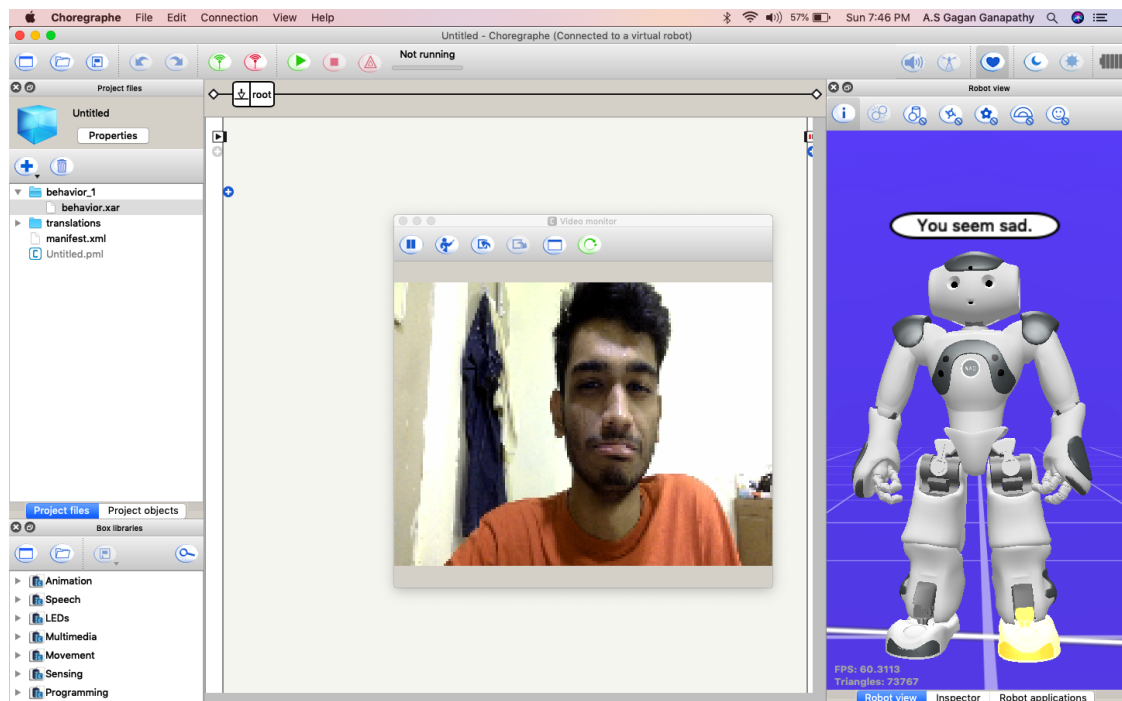 Choregraphe File Edit Connection View Help 57% Sun 7:46 PM A.S Gagan Ganapathy
Untitled - Choregraphe (Connected to a virtual robot)
Not running
Project files
Untitled
Properties
behavior_1
behavior.xar
translations
manifest.xml
Untitled.pml
Project files Project objects
Box libraries
Animation
Speech
LEDs
Multimedia
Movement
Sensing
Programming
root
Video monitor
Robot view
You seem sad.
NAO
FPS: 60.3113
Triangles: 73767
Robot view Inspector Robot applications